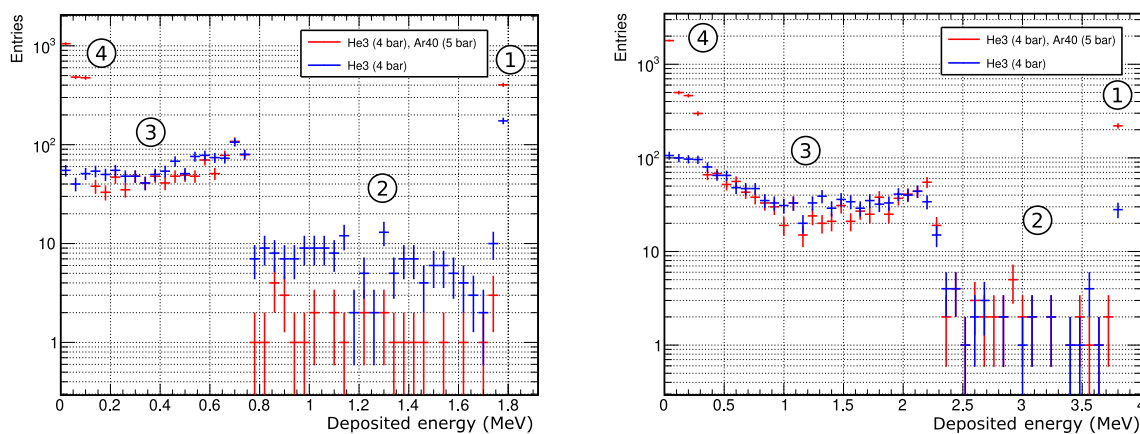 Entries
10³
10²
10
1
He3 (4 bar), Ar40 (5 bar)
He3 (4 bar)
1
2
3
4
0 0.2 0.4 0.6 0.8 1 1.2 1.4 1.6 1.8
Deposited energy (MeV)
Entries
10³
10²
10
1
He3 (4 bar), Ar40 (5 bar)
He3 (4 bar)
1
2
3
4
0 0.5 1 1.5 2 2.5 3 3.5 4
Deposited energy (MeV)